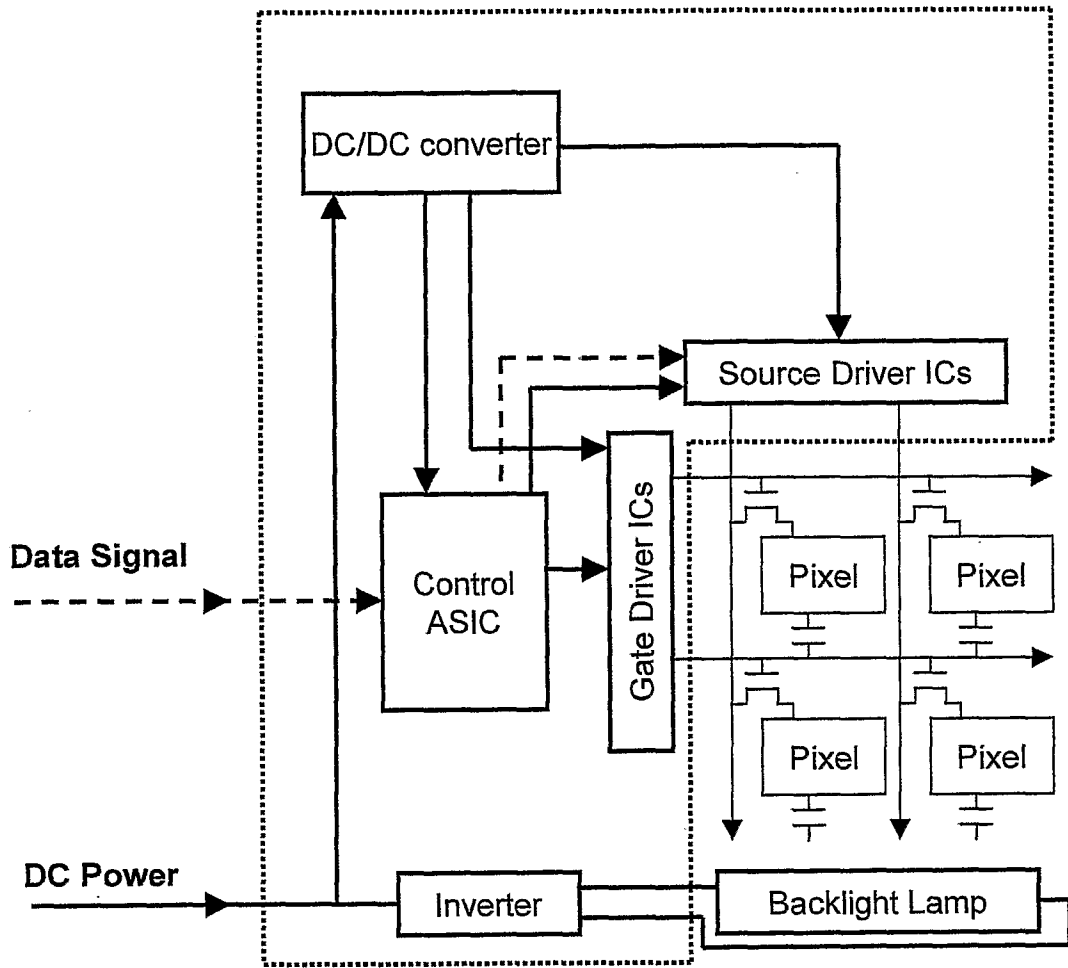 DC/DC converter
Source Driver ICs
Gate Driver ICs
Data Signal
Control
ASIC
Pixel
Pixel
Pixel
Pixel
DC Power
Inverter
Backlight Lamp